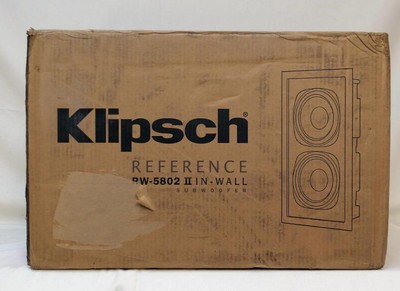 Klipsch®
REFERENCE
RW-5802 II IN-WALL
SUBWOOFER